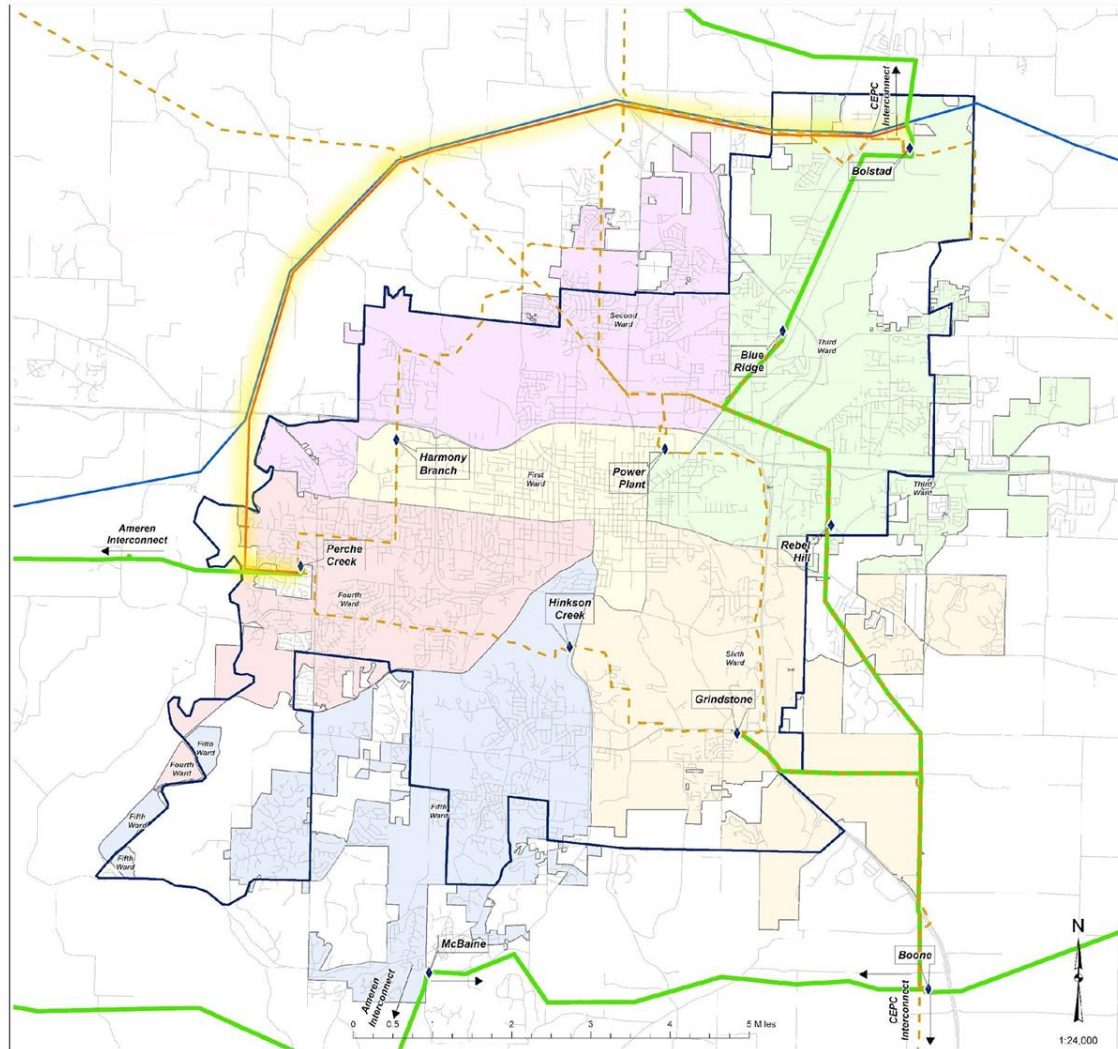 CEPC
Interconnect
Bolstad
Second
Ward
Third
Ward
Blue
Ridge
Harmony
Branch
Power
Plant
First
Ward
Third
Ward
Ameren
Interconnect
Perche
Creek
Rebel
Hill
Fourth
Ward
Hinkson
Creek
Sixth
Ward
Grindstone
Fifth
Ward
Fourth
Ward
Fifth
Ward
Fifth
Ward
Fifth
Ward
McBaine
Boone
N
Ameren
Interconnect
CEPC
Interconnect
0 0.5 1 2 3 4 5 Miles
1:24,000